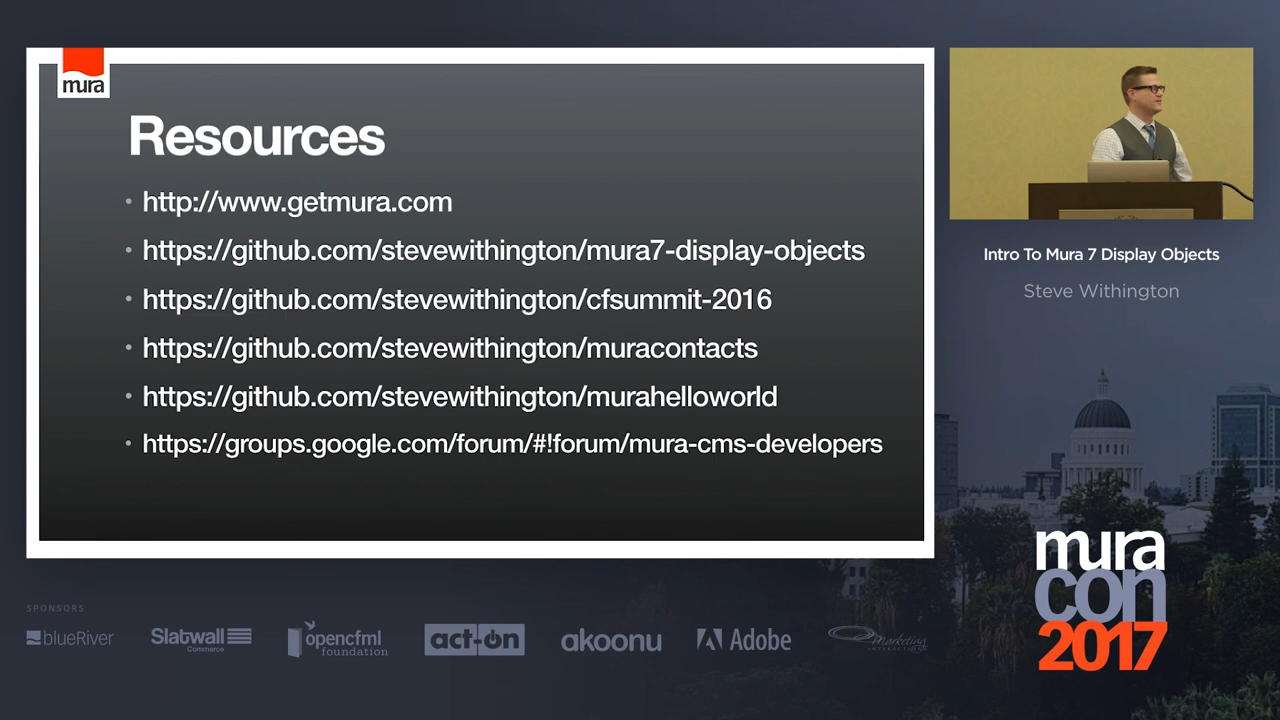 mura
Resources
• http://www.getmura.com
• https://github.com/stevewithington/mura7-display-objects
• https://github.com/stevewithington/cfsummit-2016
• https://github.com/stevewithington/muracontacts
• https://github.com/stevewithington/murahelloworld
• https://groups.google.com/forum/#!forum/mura-cms-developers
Intro To Mura 7 Display Objects
Steve Withington
mura
con
2017
SPONSORS
blueRiver
Slatwall
Commerce
opencfml
foundation
act-on
akoonu
Adobe
Marketing
INTERACTIONS